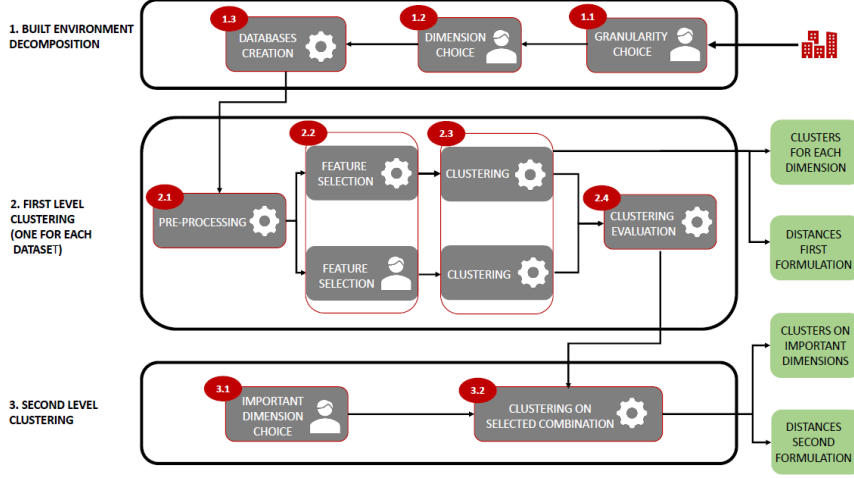 1. BUILT ENVIRONMENT
DECOMPOSITION
1.3
DATABASES
CREATION
1.2
DIMENSION
CHOICE
1.1
GRANULARITY
CHOICE
2. FIRST LEVEL
CLUSTERING
(ONE FOR EACH
DATASET)
2.1
PRE-PROCESSING
2.2
FEATURE
SELECTION
FEATURE
SELECTION
2.3
CLUSTERING
CLUSTERING
2.4
CLUSTERING
EVALUATION
CLUSTERS
FOR EACH
DIMENSION
DISTANCES
FIRST
FORMULATION
3. SECOND LEVEL
CLUSTERING
3.1
IMPORTANT
DIMENSION
CHOICE
3.2
CLUSTERING ON
SELECTED COMBINATION
CLUSTERS ON
IMPORTANT
DIMENSIONS
DISTANCES
SECOND
FORMULATION